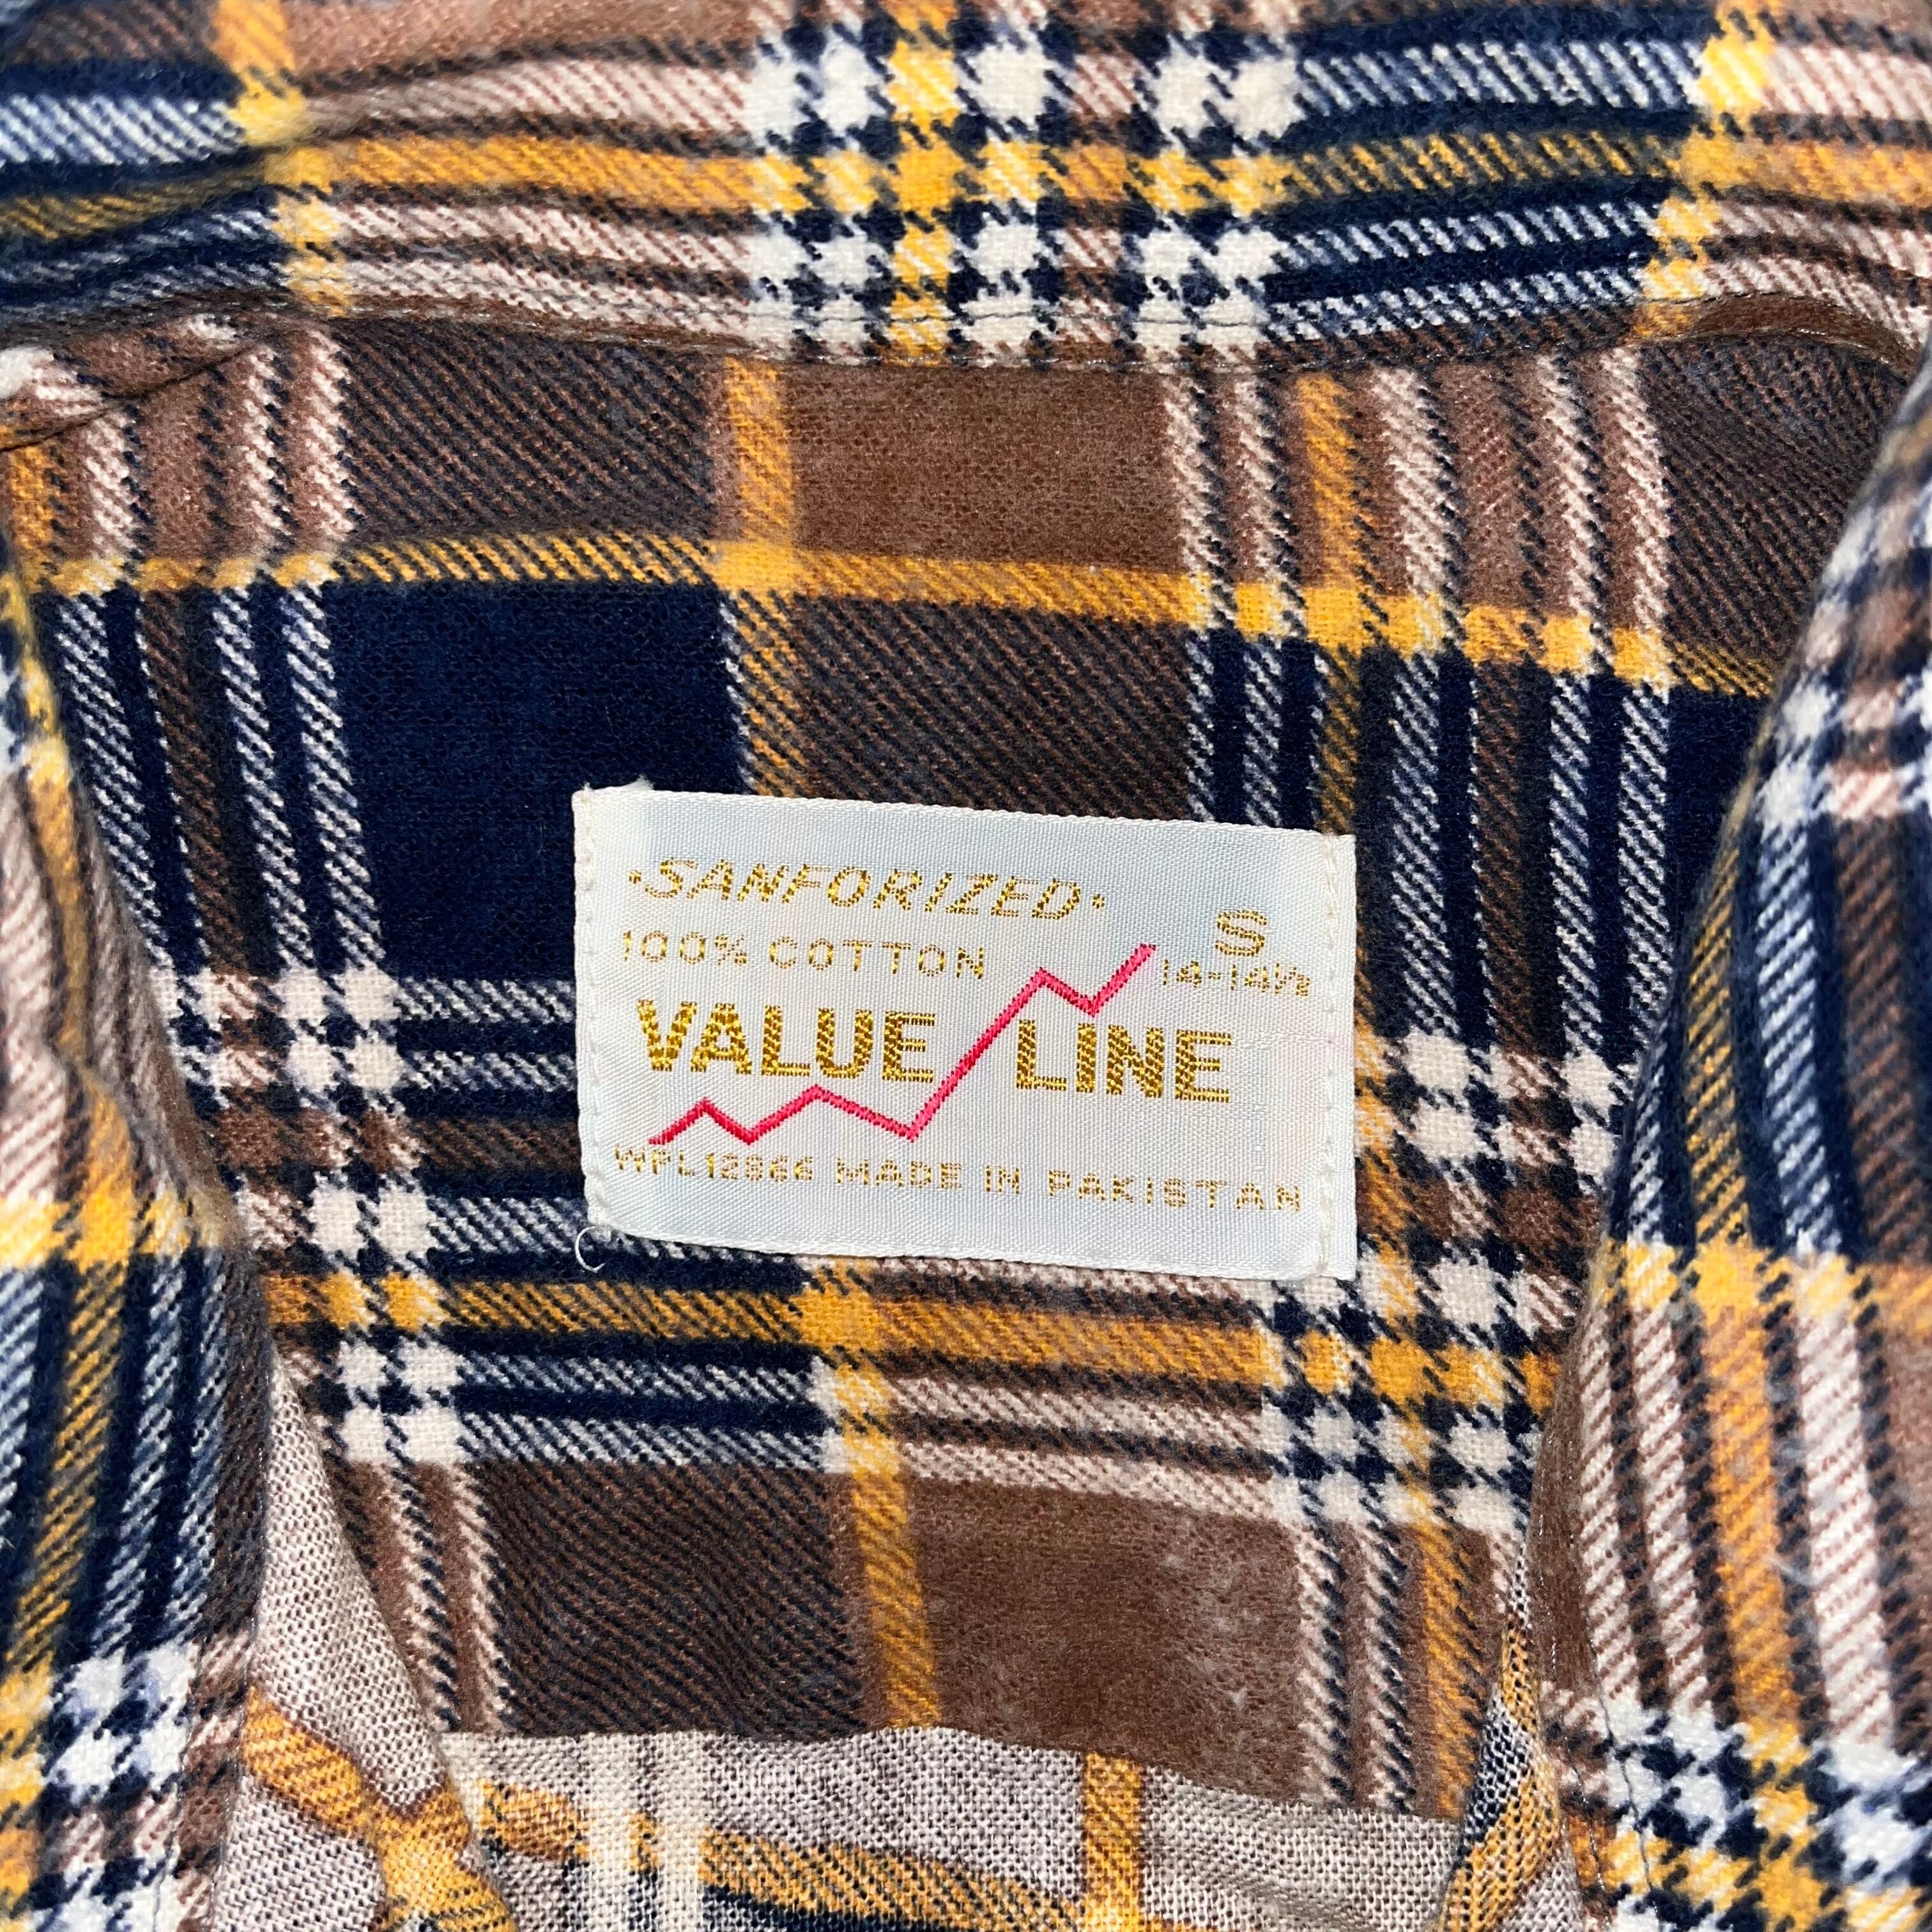 ·SANFORIZED·
100% COTTON
S
14-14½
VALUE LINE
WPL12866 MADE IN PAKISTAN